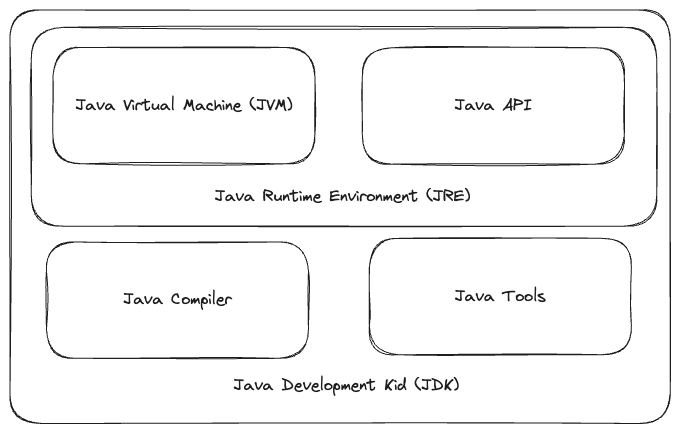 Java Virtual Machine (JVM)
Java API
Java Runtime Environment (JRE)
Java Compiler
Java Tools
Java Development Kid (JDK)